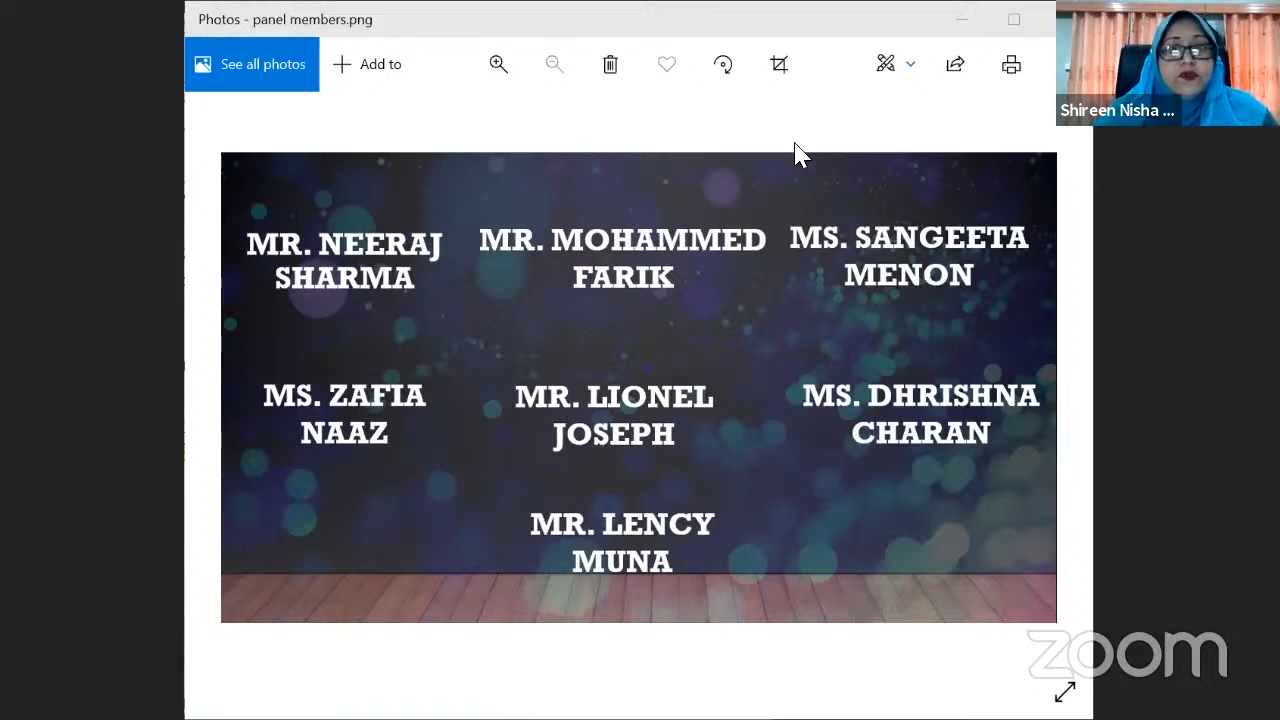 Photos - panel members.png
See all photos
Add to
Shireen Nisha ...
MR. NEERAJ
SHARMA
MR. MOHAMMED
FARIK
MS. SANGEETA
MENON
MS. ZAFIA
NAAZ
MR. LIONEL
JOSEPH
MS. DHRISHNA
CHARAN
MR. LENCY
MUNA
zoom